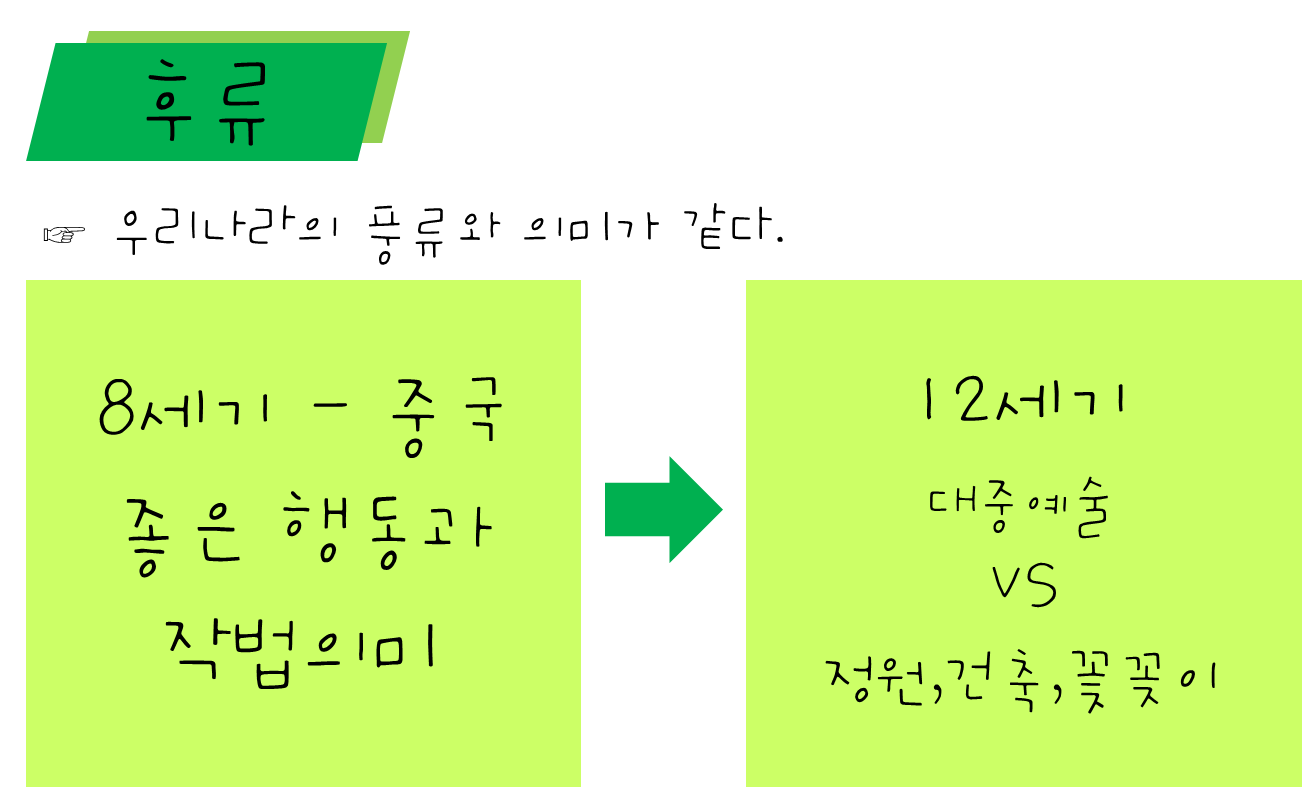 후류
☞ 우리나라의 풍류와 의미가 같다.
8세기 - 중국
좋은 행동과
작법의미
12세기
대중예술
VS
정원,건축,꽃꽂이